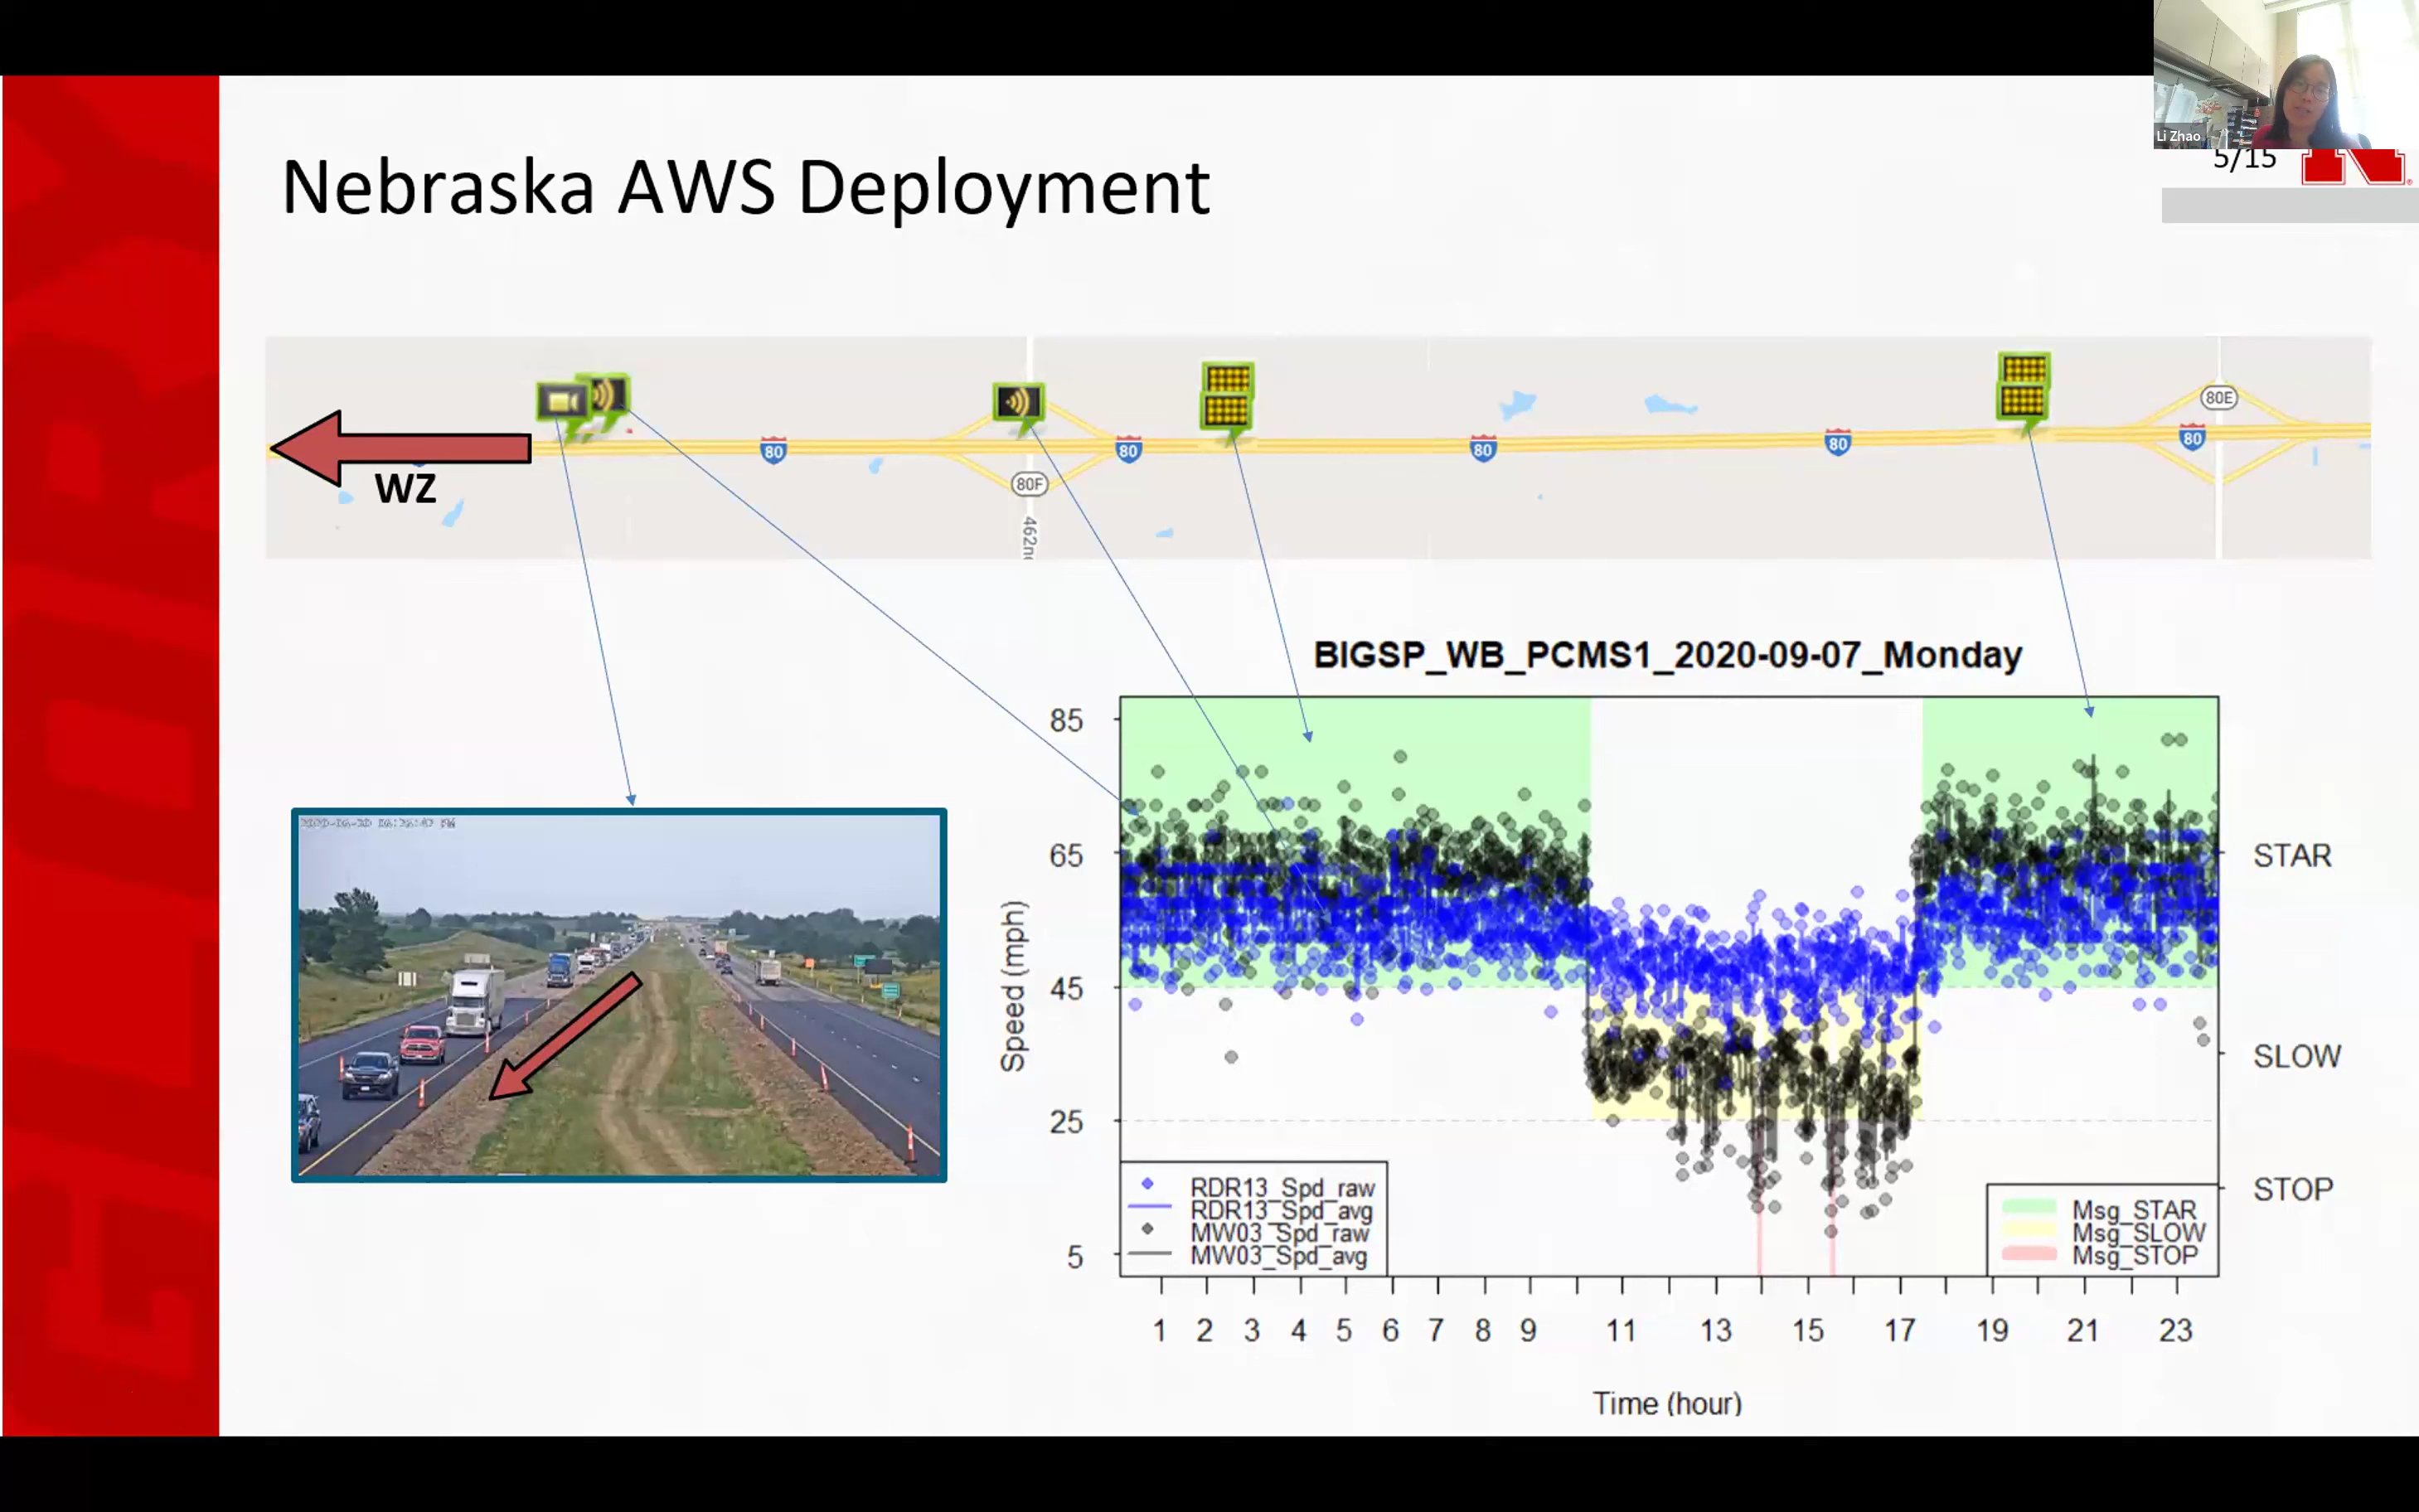 Li Zhao
5/15
Nebraska AWS Deployment
80E
80
80
80
80
80
WZ
80F
462n
BIGSP_WB_PCMS1_2020-09-07_Monday
85
65
45
25
5
Speed (mph)
STAR
SLOW
STOP
RDR13_Spd_raw
RDR13_Spd_avg
MW03_Spd_raw
MW03_Spd_avg
Msg_STAR
Msg_SLOW
Msg_STOP
1 2 3 4 5 6 7 8 9 11 13 15 17 19 21 23
Time (hour)